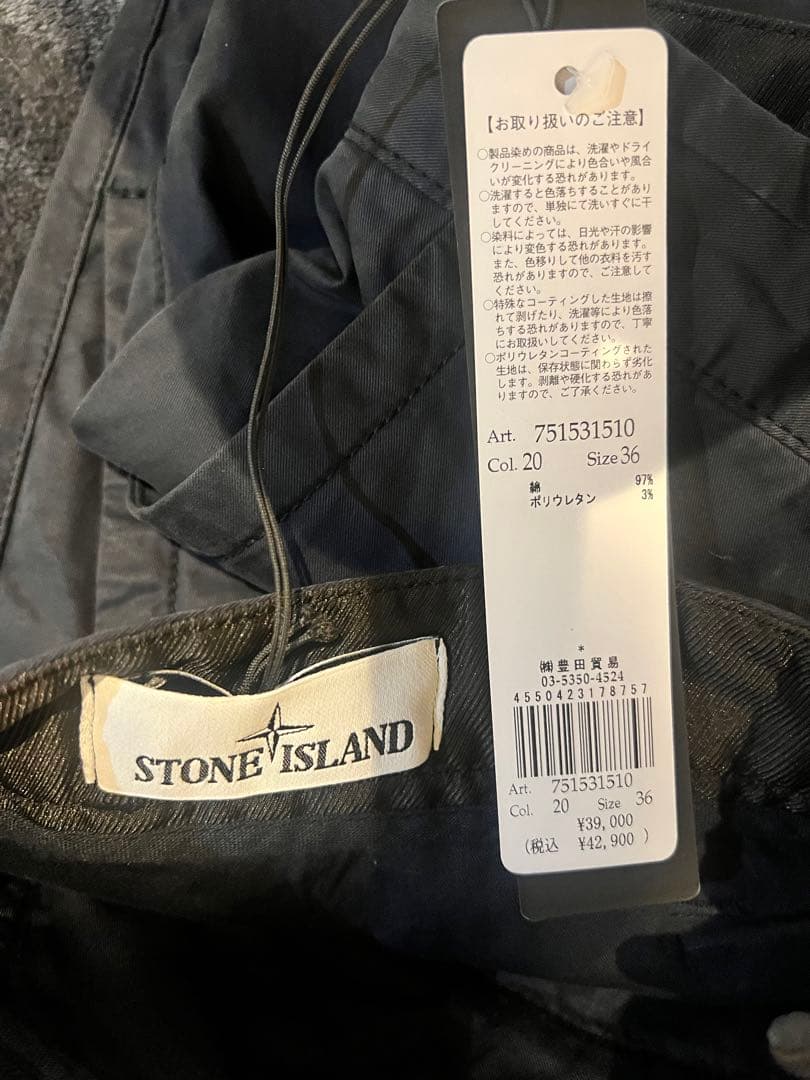 【お取り扱いのご注意】
○製品染めの商品は、洗濯やドライ
クリーニングにより色合いや風合
いが変化する恐れがあります。
○洗濯すると色落ちすることがあり
ますので、単独にて洗いすぐに干
してください。
○染料によっては、日光や汗の影響
により変色する恐れがあります。
また、色移りして他の衣料を汚す
恐れがありますので、ご注意して
ください。
○特殊なコーティングした生地は擦
れて剥げたり、洗濯等により色落
ちする恐れがありますので、丁寧
にお取扱いしてください。
○ポリウレタンコーティングされた
生地は、保存状態に関わらず劣化
します。剥離や硬化する恐れがあ
りますので、ご了承ください。
Art. 751531510
Col. 20 Size 36
綿 97%
ポリウレタン 3%
*
㈱豊田貿易
03-5350-4524
4550423178757
Art. 751531510
Col. 20 Size 36
¥39,000
(税込 ¥42,900 )
STONE ISLAND